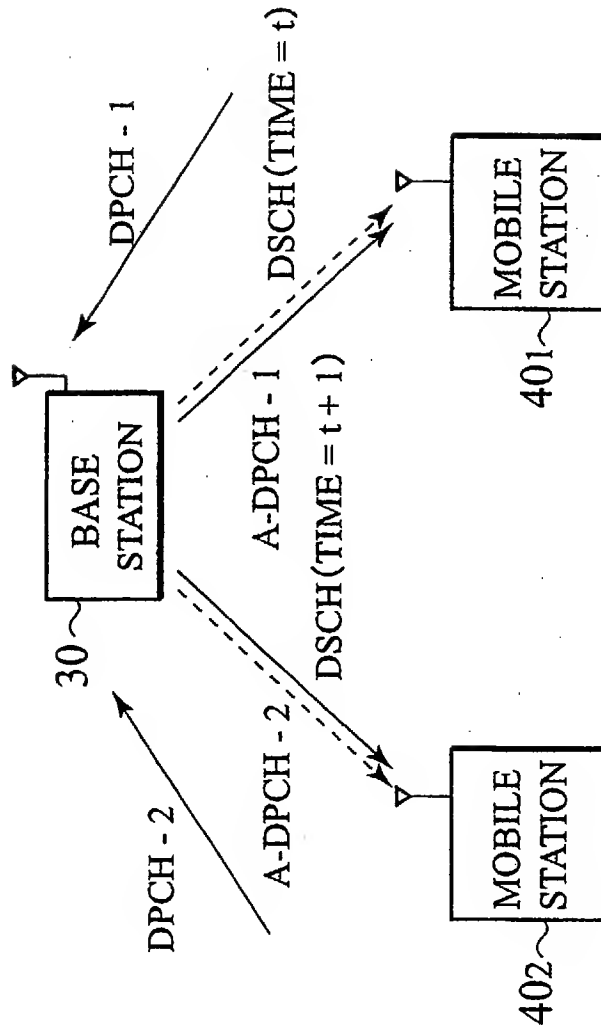 DPCH - 1
BASE
STATION
30
DSCH (TIME = t)
A-DPCH - 1
DSCH (TIME = t + 1)
DPCH - 2
A-DPCH - 2
MOBILE
STATION
402
MOBILE
STATION
401